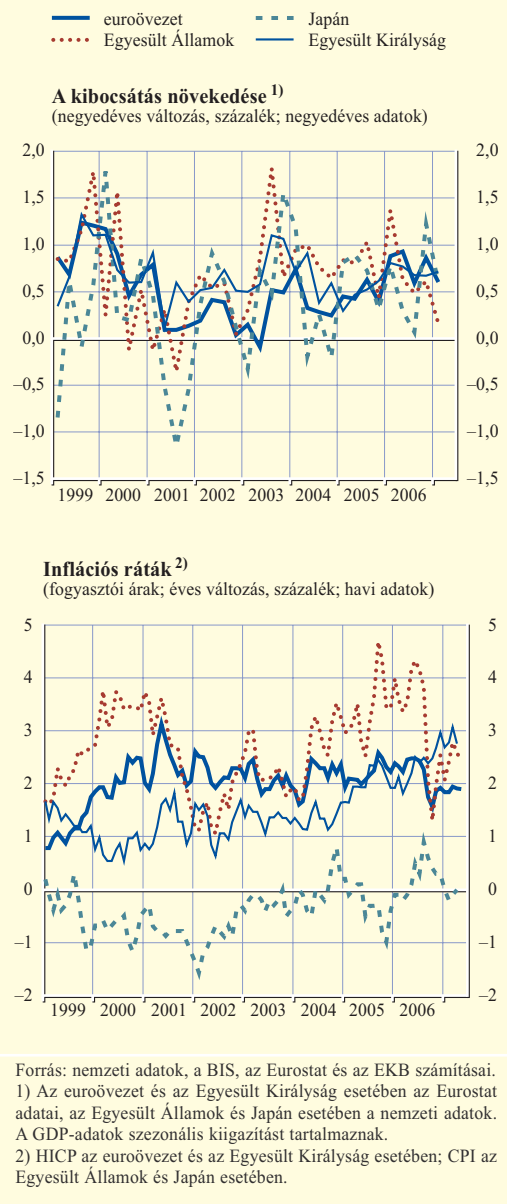 euroövezet
Japán
Egyesült Államok
Egyesült Királyság
A kibocsátás növekedése 1)
(negyedéves változás, százalék; negyedéves adatok)
2,0 2,0
1,5 1,5
1,0 1,0
0,5 0,5
0,0 0,0
–0,5 –0,5
–1,0 –1,0
–1,5 –1,5
1999 2000 2001 2002 2003 2004 2005 2006
Inflációs ráták 2)
(fogyasztói árak; éves változás, százalék; havi adatok)
5 5
4 4
3 3
2 2
1 1
0 0
–1 –1
–2 –2
1999 2000 2001 2002 2003 2004 2005 2006
Forrás: nemzeti adatok, a BIS, az Eurostat és az EKB számításai.
1) Az euroövezet és az Egyesült Királyság esetében az Eurostat
adatai, az Egyesült Államok és Japán esetében a nemzeti adatok.
A GDP-adatok szezonális kiigazítást tartalmaznak.
2) HICP az euroövezet és az Egyesült Királyság esetében; CPI az
Egyesült Államok és Japán esetében.